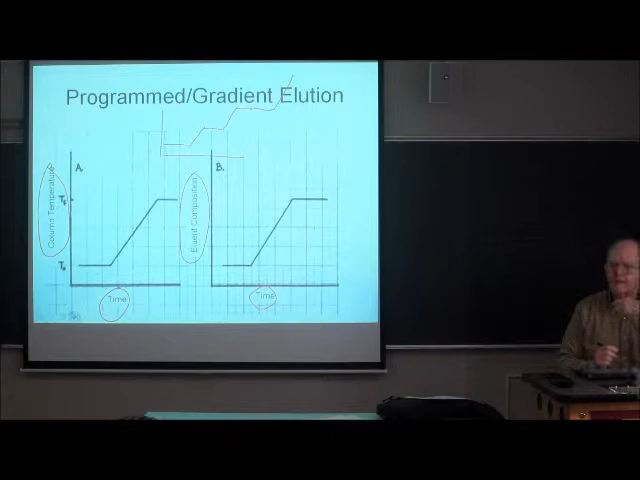 Programmed/Gradient Elution
A.
B.
Column Temperature
Eluent Composition
Time
Time